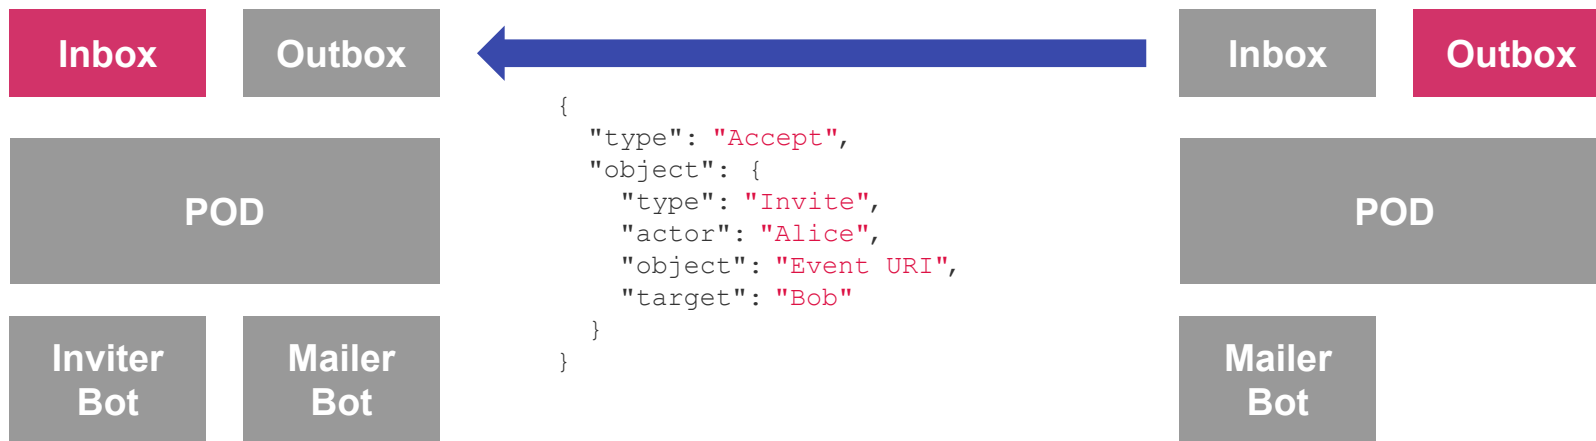 Inbox
Outbox
Inbox
Outbox
{
"type": "Accept",
"object": {
"type": "Invite",
"actor": "Alice",
"object": "Event URI",
"target": "Bob"
}
}
POD
POD
Inviter
Bot
Mailer
Bot
Mailer
Bot